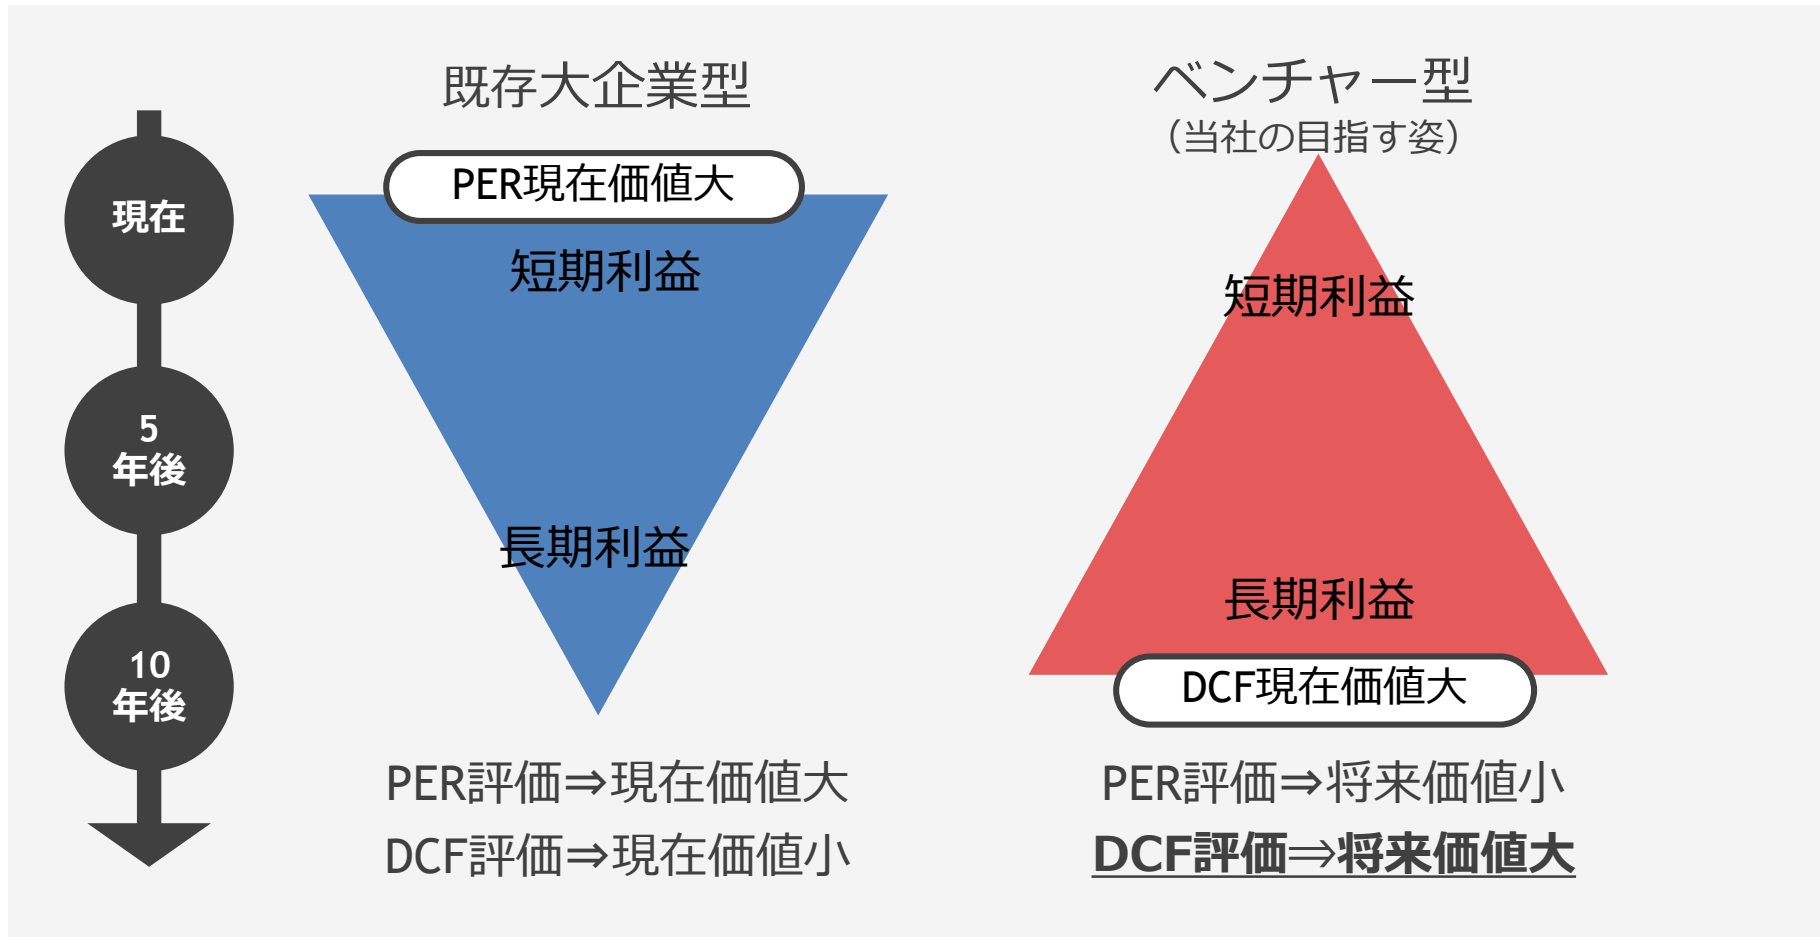 既存大企業型
ベンチャー型
（当社の目指す姿）
現在
5
年後
10
年後
PER現在価値大
短期利益
長期利益
PER評価⇒現在価値大
DCF評価⇒現在価値小
短期利益
長期利益
DCF現在価値大
PER評価⇒将来価値小
DCF評価⇒将来価値大